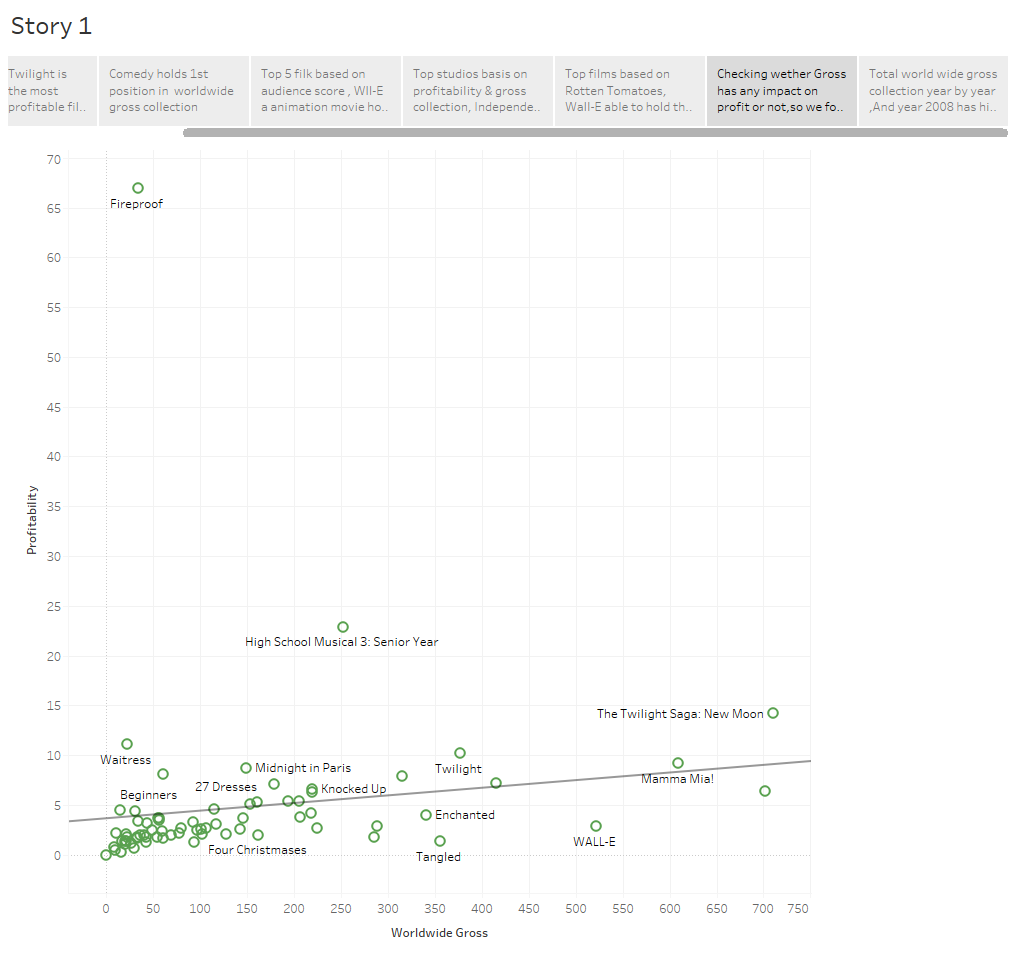 Story 1
Twilight is
the most
profitable fil..
Comedy holds 1st
position in worldwide
gross collection
Top 5 filk based on
audience score , WIl-E
a animation movie ho..
Top studios basis on
profitability & gross
collection, Independe..
Top films based on
Rotten Tomatoes,
Wall-E able to hold th..
Checking wether Gross
has any impact on
profit or not,so we fo..
Total world wide gross
collection year by year
,And year 2008 has hi..
70
65
60
55
50
45
40
35
30
25
20
15
10
5
0
Profitability
Fireproof
High School Musical 3: Senior Year
The Twilight Saga: New Moon
Waitress
Midnight in Paris
Twilight
Mamma Mia!
27 Dresses
Knocked Up
Beginners
Enchanted
Four Christmases
Tangled
WALL-E
0 50 100 150 200 250 300 350 400 450 500 550 600 650 700 750
Worldwide Gross